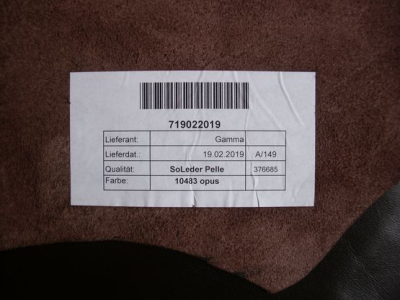 719022019
Lieferant: Gamma
Lieferdat.: 19.02.2019 A/149
Qualität: SoLeder Pelle 376685
Farbe: 10483 opus